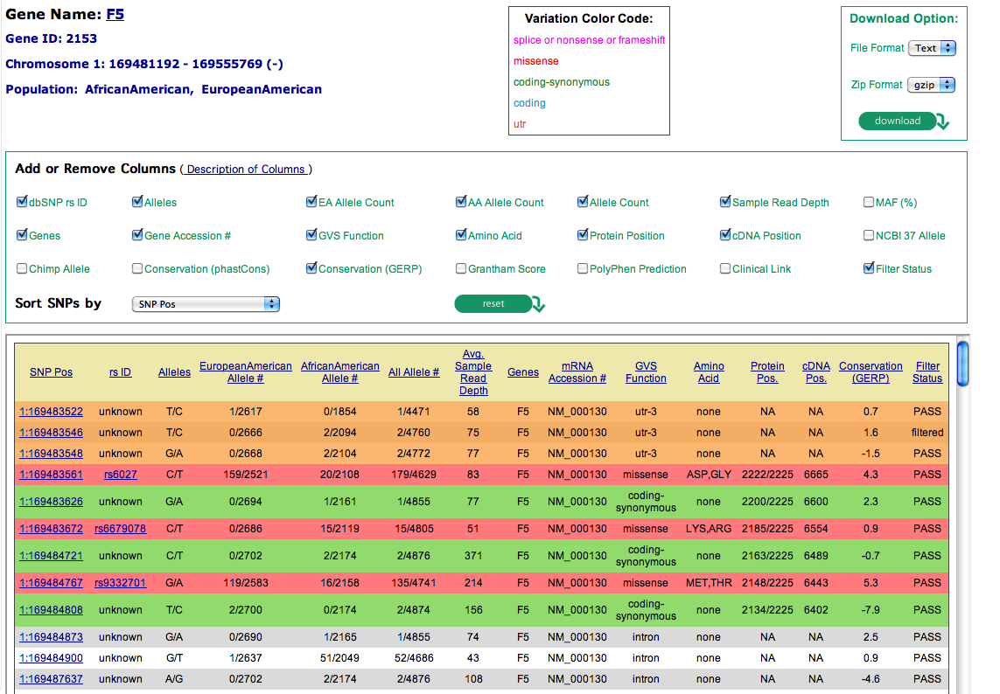 Gene Name: F5
Gene ID: 2153
Chromosome 1: 169481192 - 169555769 (-)
Population: AfricanAmerican, EuropeanAmerican
Variation Color Code:
splice or nonsense or frameshift
missense
coding-synonymous
coding
utr
Download Option:
File Format Text
Zip Format gzip
download
Add or Remove Columns ( Description of Columns )
dbSNP rs ID Alleles EA Allele Count AA Allele Count Allele Count Sample Read Depth MAF (%)
Genes Gene Accession # GVS Function Amino Acid Protein Position cDNA Position NCBI 37 Allele
Chimp Allele Conservation (phastCons) Conservation (GERP) Grantham Score PolyPhen Prediction Clinical Link Filter Status
Sort SNPs by SNP Pos reset
SNP Pos rs ID Alleles EuropeanAmerican Allele # AfricanAmerican Allele # All Allele # Avg. Sample Read Depth Genes mRNA Accession # GVS Function Amino Acid Protein Pos. cDNA Pos. Conservation (GERP) Filter Status
1:169483522 unknown T/C 1/2617 0/1854 1/4471 58 F5 NM_000130 utr-3 none NA NA 0.7 PASS
1:169483546 unknown T/C 0/2666 2/2094 2/4760 75 F5 NM_000130 utr-3 none NA NA 1.6 filtered
1:169483548 unknown G/A 0/2668 2/2104 2/4772 77 F5 NM_000130 utr-3 none NA NA -1.5 PASS
1:169483561 rs6027 C/T 159/2521 20/2108 179/4629 83 F5 NM_000130 missense ASP,GLY 2222/2225 6665 4.3 PASS
1:169483626 unknown G/A 0/2694 1/2161 1/4855 77 F5 NM_000130 coding-synonymous none 2200/2225 6600 2.3 PASS
1:169483672 rs6679078 C/T 0/2686 15/2119 15/4805 51 F5 NM_000130 missense LYS,ARG 2185/2225 6554 0.9 PASS
1:169484721 unknown C/T 0/2702 2/2174 2/4876 371 F5 NM_000130 coding-synonymous none 2163/2225 6489 -0.7 PASS
1:169484767 rs9332701 G/A 119/2583 16/2158 135/4741 214 F5 NM_000130 missense MET,THR 2148/2225 6443 5.3 PASS
1:169484808 unknown T/C 2/2700 0/2174 2/4874 156 F5 NM_000130 coding-synonymous none 2134/2225 6402 -7.9 PASS
1:169484873 unknown G/A 0/2690 1/2165 1/4855 74 F5 NM_000130 intron none NA NA 2.5 PASS
1:169484900 unknown G/T 1/2637 51/2049 52/4686 43 F5 NM_000130 intron none NA NA 0.9 PASS
1:169487637 unknown A/G 0/2702 2/2174 2/4876 108 F5 NM_000130 intron none NA NA -4.6 PASS